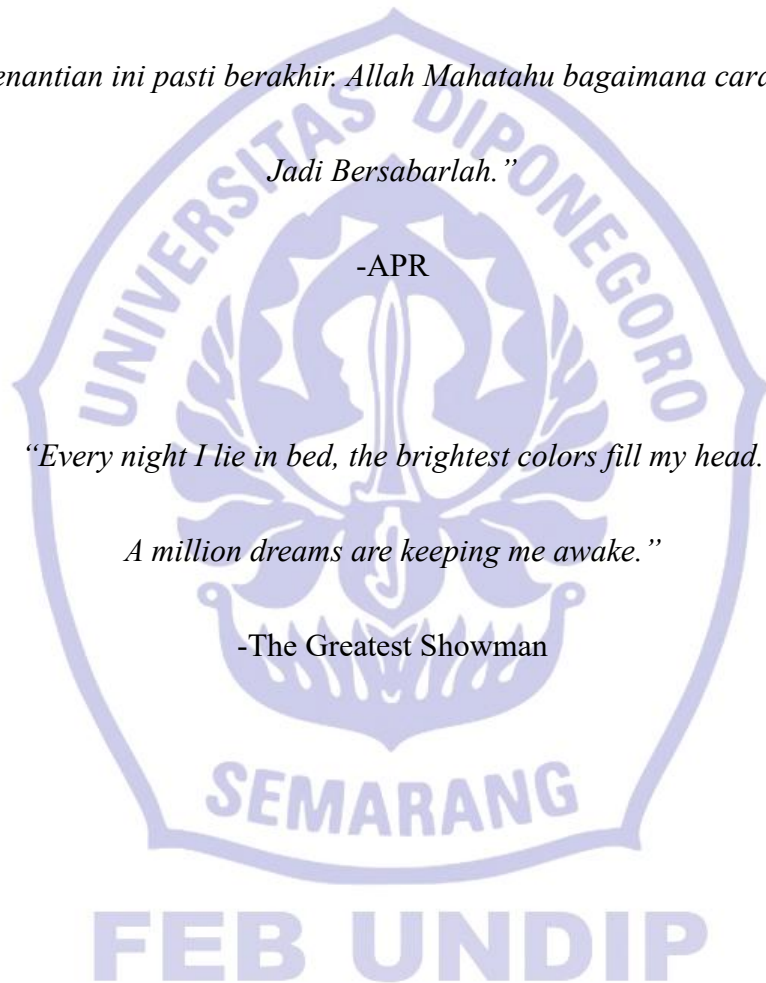 enantian ini pasti berakhir. Allah Mahatahu bagaimana cara
Jadi Bersabarlah.”
-APR
“Every night I lie in bed, the brightest colors fill my head.
A million dreams are keeping me awake.”
-The Greatest Showman
UNIVERSITAS DIPONEGORO
SEMARANG
FEB UNDIP